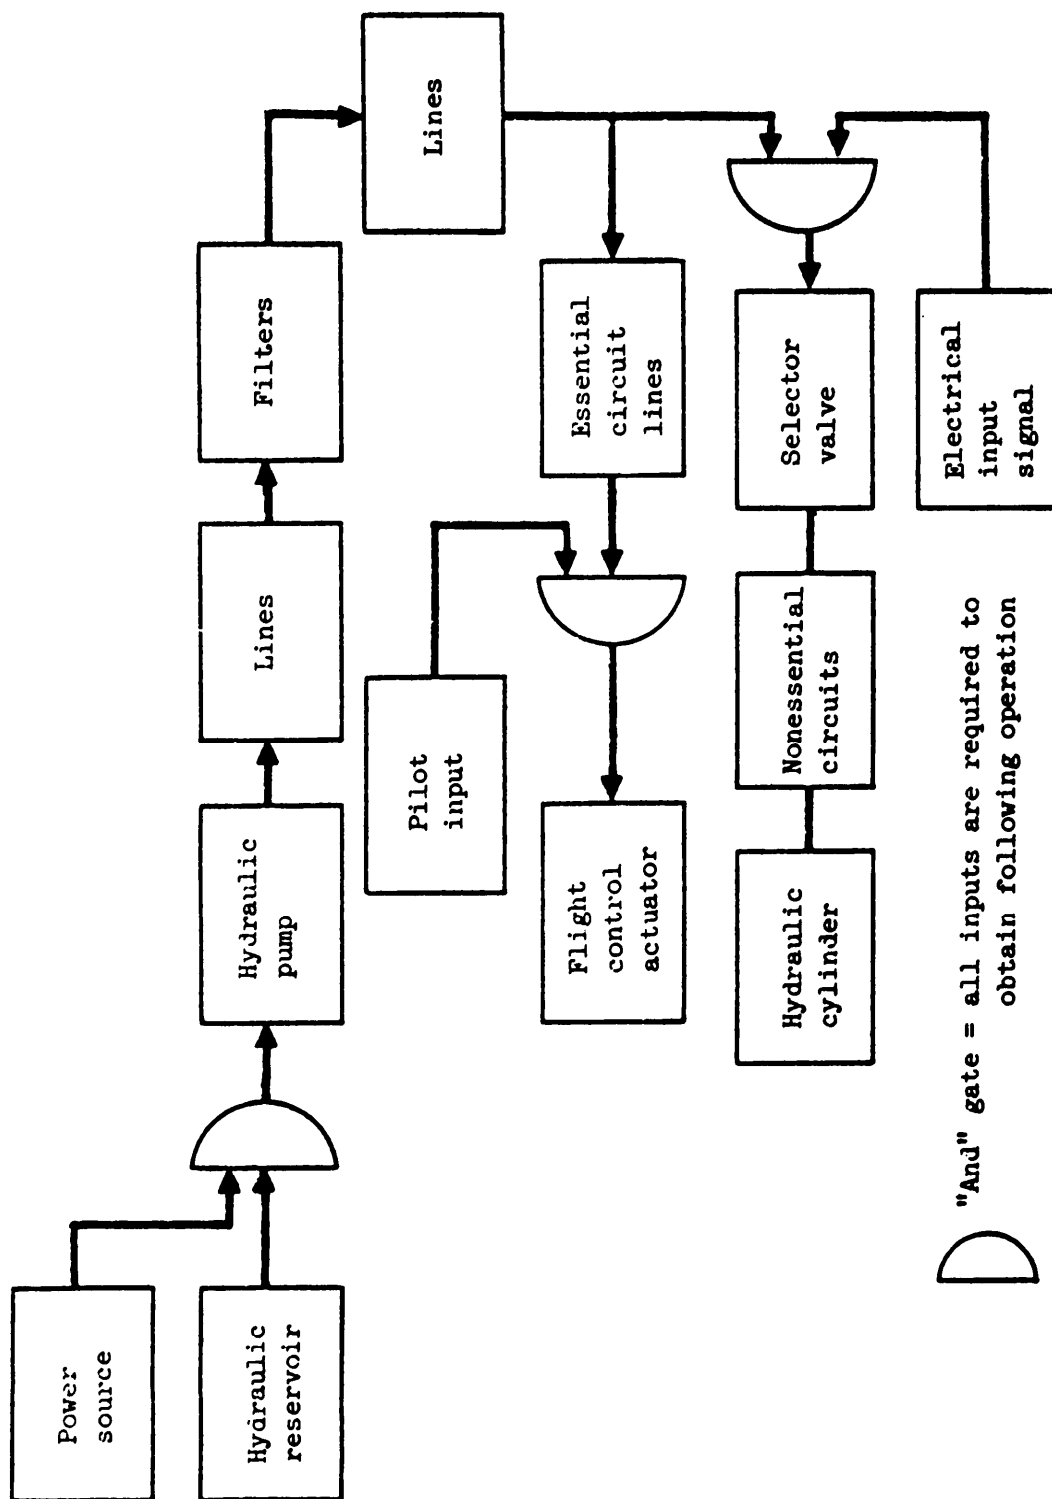 Power
source
Hydraulic
reservoir
Hydraulic
pump
Lines
Filters
Lines
Pilot
input
Essential
circuit
lines
Flight
control
actuator
Selector
valve
Nonessential
circuits
Hydraulic
cylinder
Electrical
input
signal
"And" gate = all inputs are required to
obtain following operation